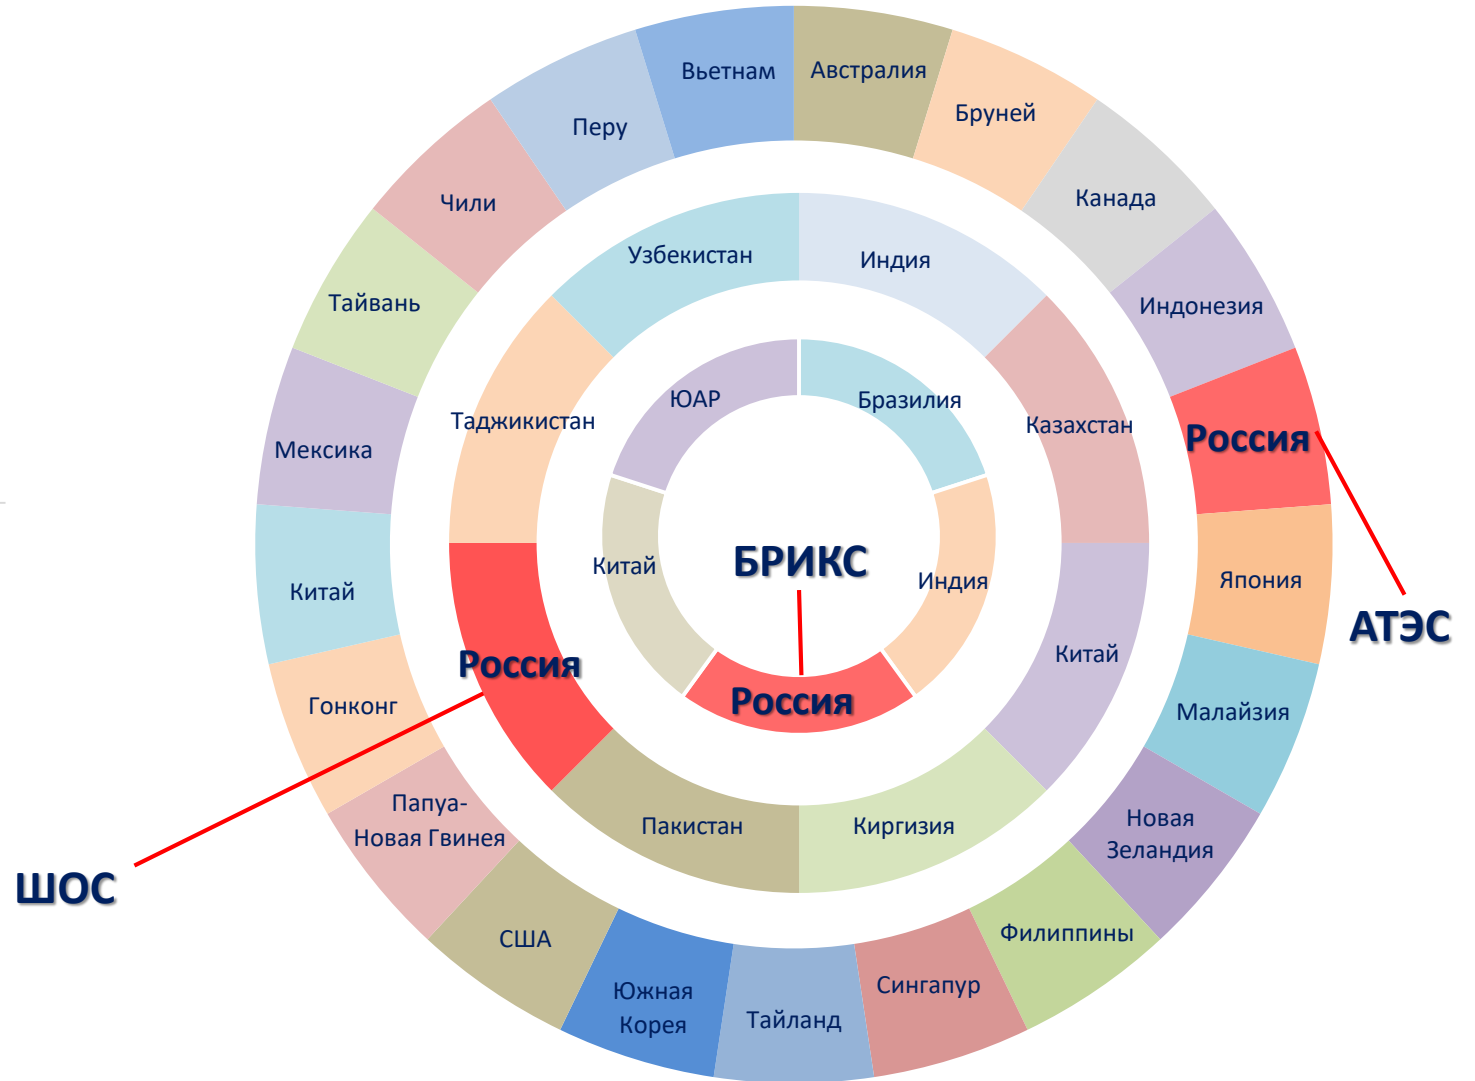 Вьетнам
Австралия
Бруней
Канада
Индонезия
Россия
Япония
Малайзия
Новая
Зеландия
Филиппины
Сингапур
Тайланд
Южная
Корея
США
Папуа-
Новая Гвинея
Гонконг
Китай
Мексика
Тайвань
Чили
Перу
АТЭС
Узбекистан
Индия
Казахстан
Китай
Киргизия
Пакистан
Россия
Таджикистан
ШОС
ЮАР
Бразилия
Индия
Россия
Китай
БРИКС